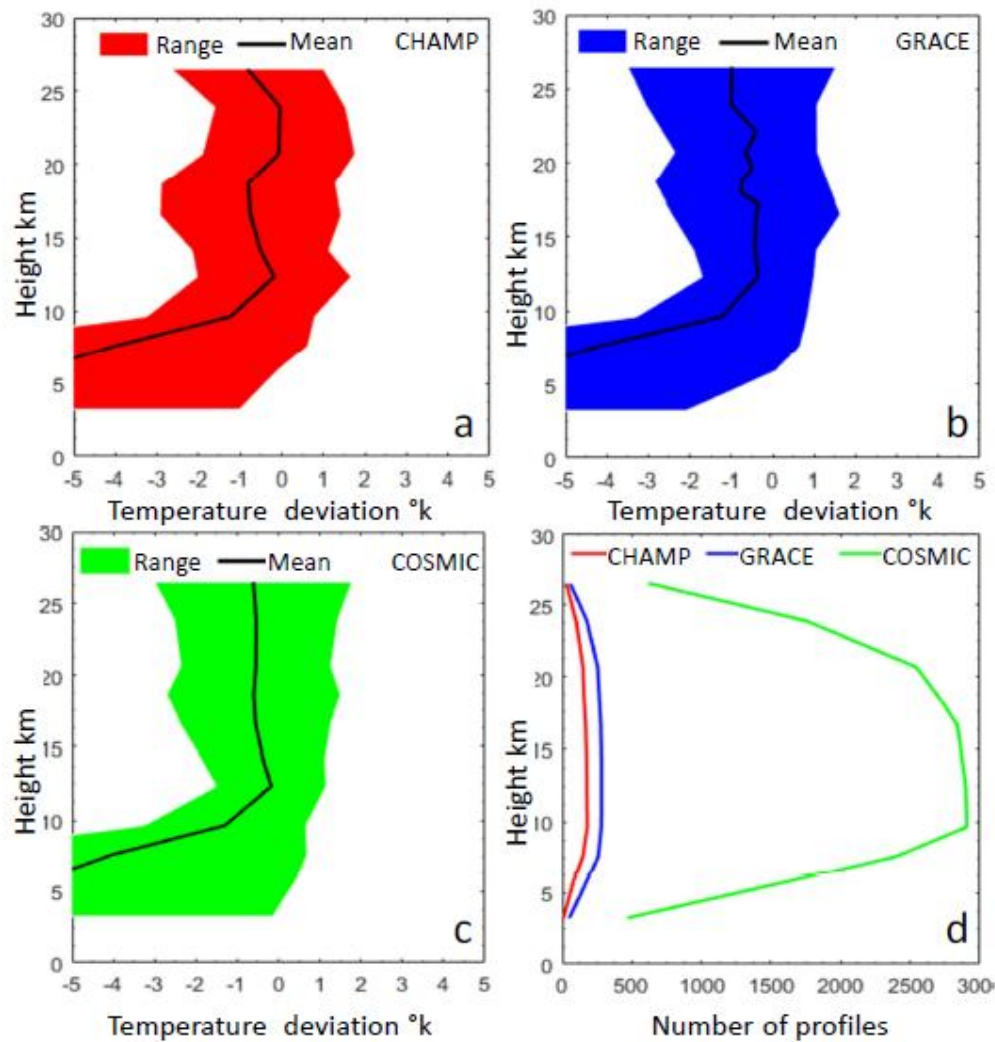 Range Mean CHAMP
30
25
20
15
10
5
0
Height km
a
-5 -4 -3 -2 -1 0 1 2 3 4 5
Temperature deviation °k
Range Mean GRACE
30
25
20
15
10
5
0
Height km
b
-5 -4 -3 -2 -1 0 1 2 3 4 5
Temperature deviation °k
Range Mean COSMIC
30
25
20
15
10
5
0
Height km
c
-5 -4 -3 -2 -1 0 1 2 3 4 5
Temperature deviation °k
CHAMP GRACE COSMIC
30
25
20
15
10
5
0
Height km
d
0 500 1000 1500 2000 2500 300
Number of profiles